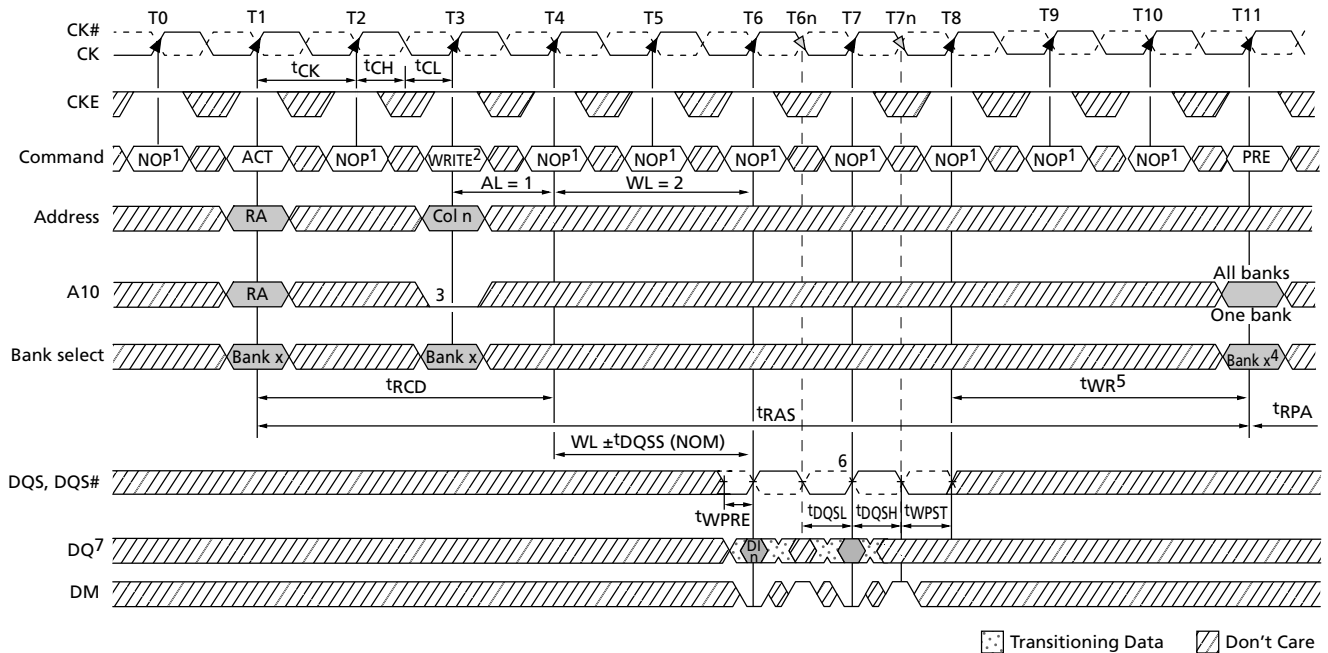 T0 T1 T2 T3 T4 T5 T6 T6n T7 T7n T8 T9 T10 T11
CK#
CK
tCK tCH tCL
CKE
Command NOP1 ACT NOP1 WRITE2 NOP1 NOP1 NOP1 NOP1 NOP1 NOP1 NOP1 PRE
AL = 1 WL = 2
Address RA Col n
All banks
A10 RA 3
One bank
Bank select Bank x Bank x Bank x4
tRCD tWR5
tRAS tRPA
WL ±tDQSS (NOM)
6
DQS, DQS#
tWPRE tDQSL tDQSH tWPST
DQ7 DI
n
DM
Transitioning Data Don't Care